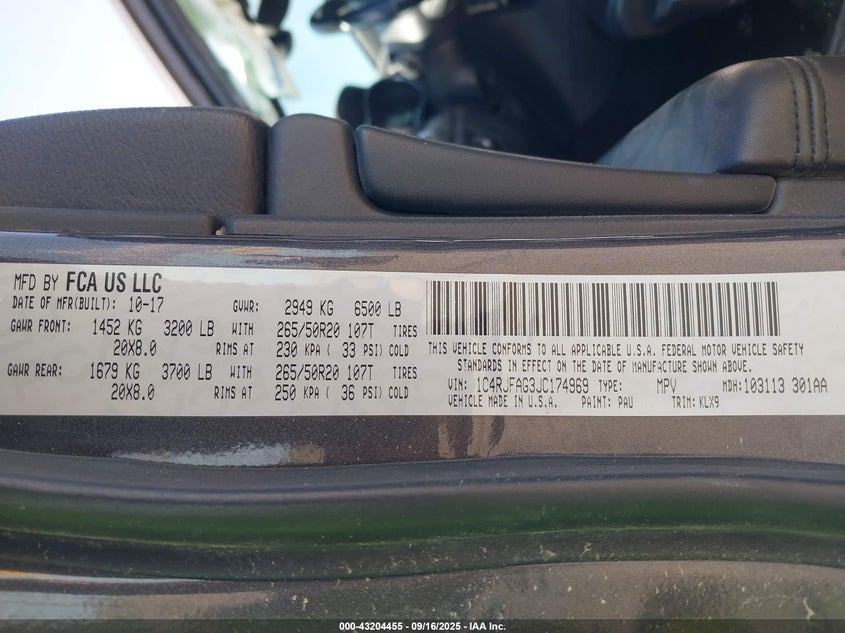 MFD BY FCA US LLC
DATE OF MFR(BUILT): 10-17 GVWR: 2949 KG 6500 LB
GAWR FRONT: 1452 KG 3200 LB WITH 265/50R20 107T TIRES
20X8.0 RIMS AT 230 KPA ( 33 PSI) COLD
GAWR REAR: 1679 KG 3700 LB WITH 265/50R20 107T TIRES
20X8.0 RIMS AT 250 KPA ( 36 PSI) COLD
THIS VEHICLE CONFORMS TO ALL APPLICABLE U.S.A. FEDERAL MOTOR VEHICLE SAFETY
STANDARDS IN EFFECT ON THE DATE OF MANUFACTURE SHOWN ABOVE.
VIN: 1C4RJFAG3JC174969 TYPE: MPV MDH: 103113 301AA
VEHICLE MADE IN U.S.A. PAINT: PAU TRIM: KLX9
000-43204455 - 09/16/2025 - IAA Inc.